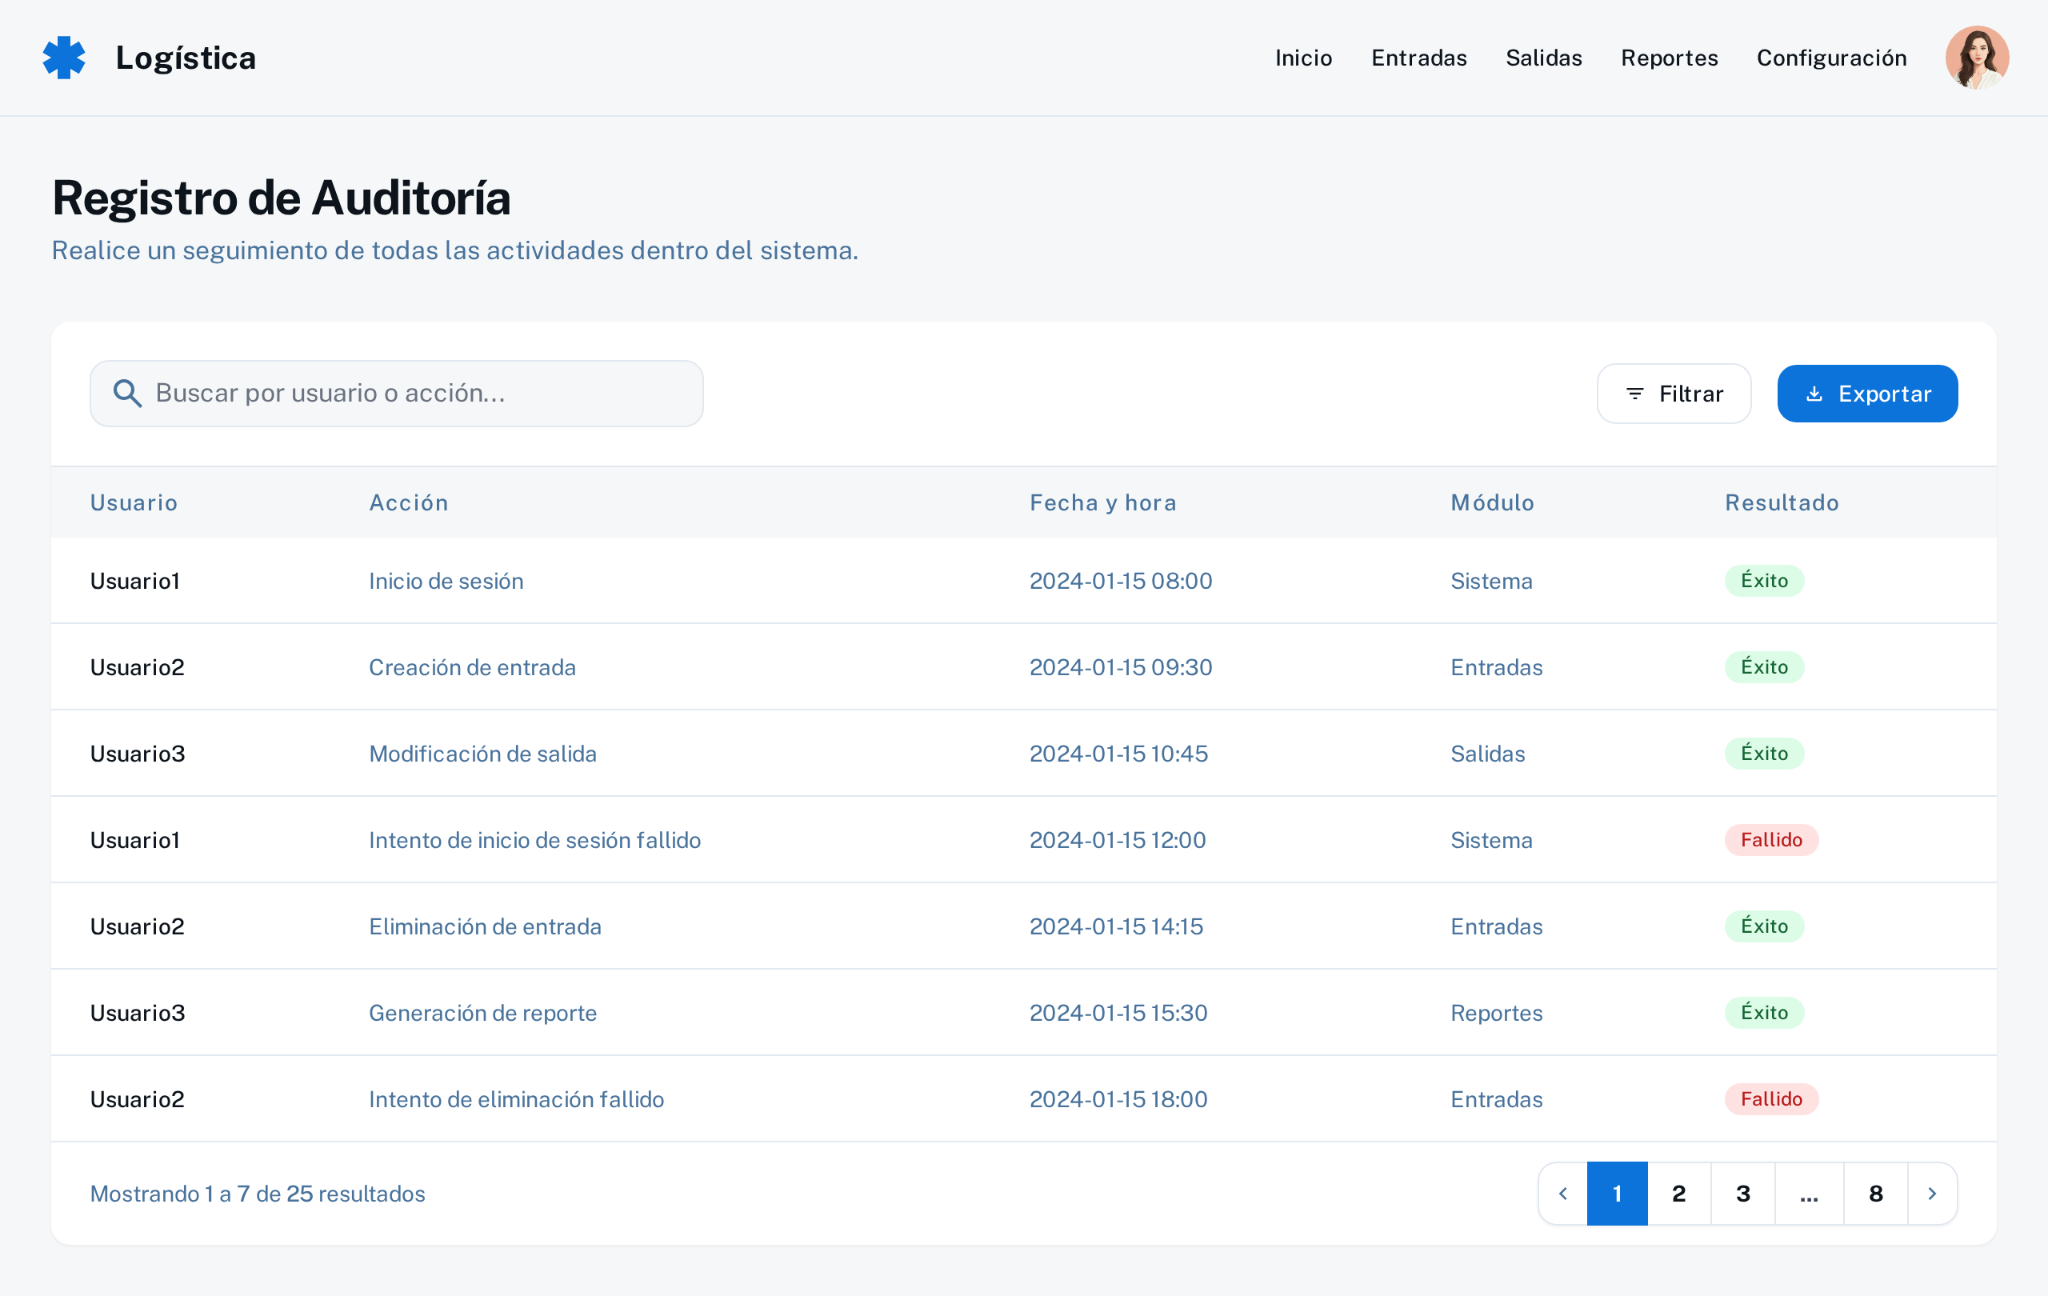 Logística
Inicio Entradas Salidas Reportes Configuración
Registro de Auditoría
Realice un seguimiento de todas las actividades dentro del sistema.
Buscar por usuario o acción... Filtrar Exportar
Usuario Acción Fecha y hora Módulo Resultado
Usuario1 Inicio de sesión 2024-01-15 08:00 Sistema Éxito
Usuario2 Creación de entrada 2024-01-15 09:30 Entradas Éxito
Usuario3 Modificación de salida 2024-01-15 10:45 Salidas Éxito
Usuario1 Intento de inicio de sesión fallido 2024-01-15 12:00 Sistema Fallido
Usuario2 Eliminación de entrada 2024-01-15 14:15 Entradas Éxito
Usuario3 Generación de reporte 2024-01-15 15:30 Reportes Éxito
Usuario2 Intento de eliminación fallido 2024-01-15 18:00 Entradas Fallido
Mostrando 1 a 7 de 25 resultados 1 2 3 ... 8